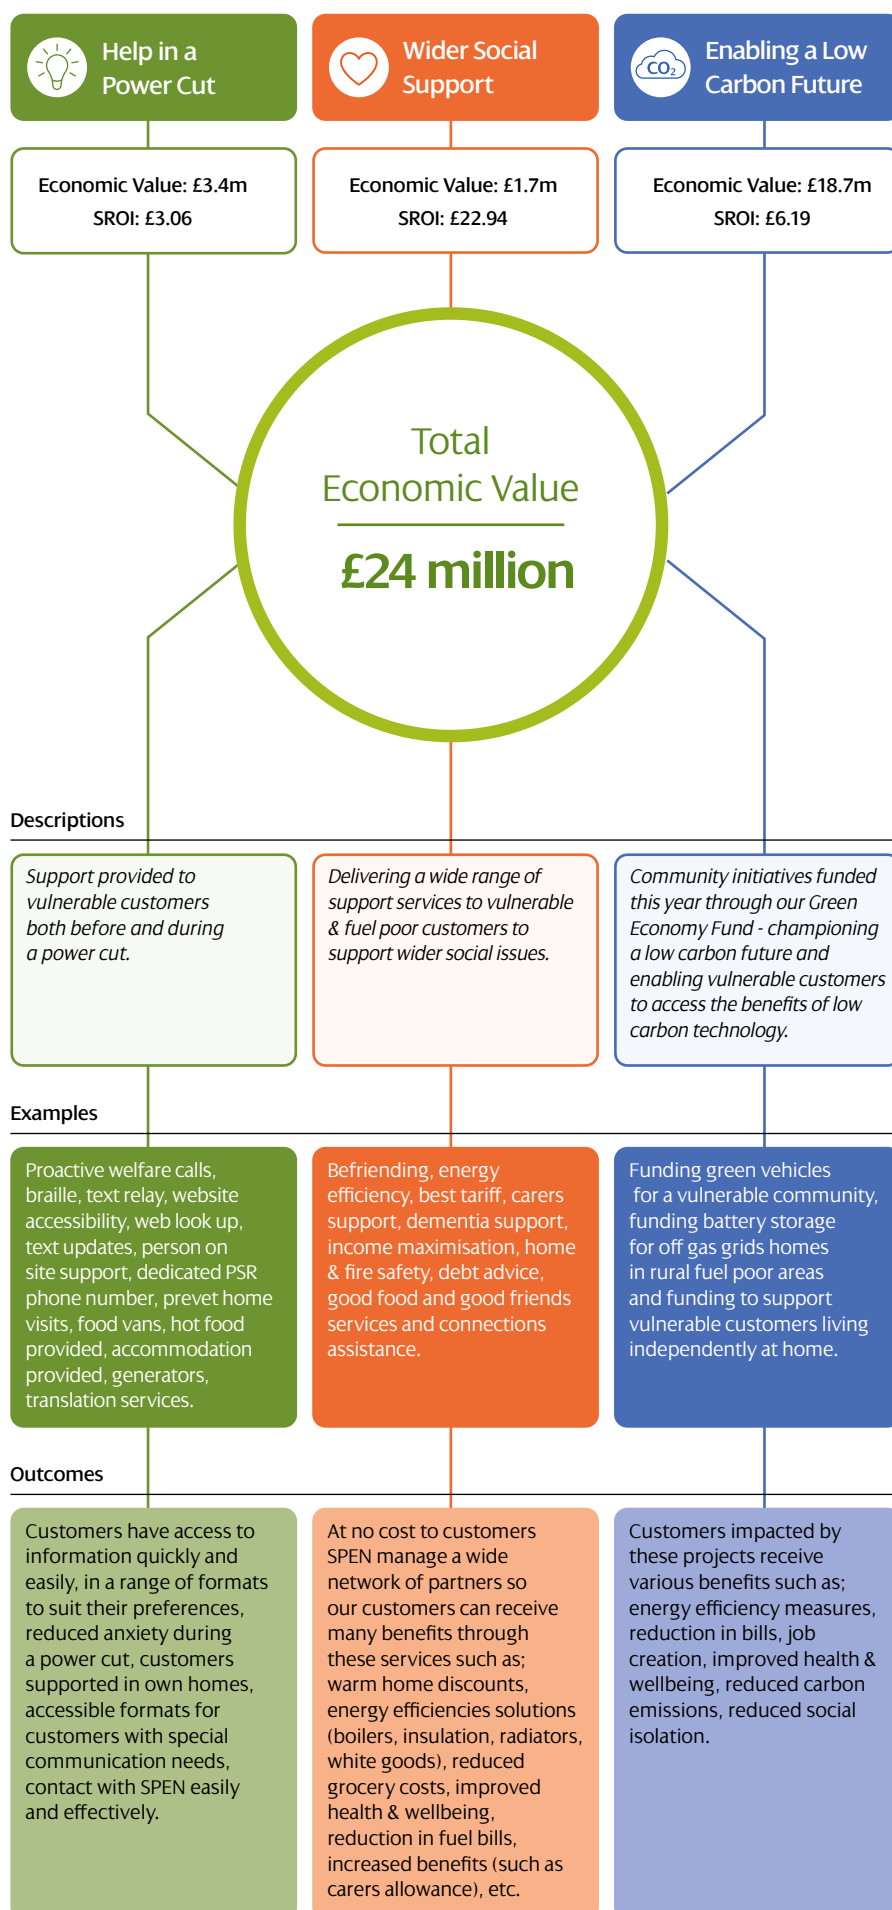 Help in a
Power Cut
Wider Social
Support
CO₂
Enabling a Low
Carbon Future
Economic Value: £3.4m
SROI: £3.06
Economic Value: £1.7m
SROI: £22.94
Economic Value: £18.7m
SROI: £6.19
Total
Economic Value
£24 million
Descriptions
Support provided to
vulnerable customers
both before and during
a power cut.
Delivering a wide range of
support services to vulnerable
& fuel poor customers to
support wider social issues.
Community initiatives funded
this year through our Green
Economy Fund - championing
a low carbon future and
enabling vulnerable customers
to access the benefits of low
carbon technology.
Examples
Proactive welfare calls,
braille, text relay, website
accessibility, web look up,
text updates, person on
site support, dedicated PSR
phone number, prevet home
visits, food vans, hot food
provided, accommodation
provided, generators,
translation services.
Befriending, energy
efficiency, best tariff, carers
support, dementia support,
income maximisation, home
& fire safety, debt advice,
good food and good friends
services and connections
assistance.
Funding green vehicles
for a vulnerable community,
funding battery storage
for off gas grids homes
in rural fuel poor areas
and funding to support
vulnerable customers living
independently at home.
Outcomes
Customers have access to
information quickly and
easily, in a range of formats
to suit their preferences,
reduced anxiety during
a power cut, customers
supported in own homes,
accessible formats for
customers with special
communication needs,
contact with SPEN easily
and effectively.
At no cost to customers
SPEN manage a wide
network of partners so
our customers can receive
many benefits through
these services such as;
warm home discounts,
energy efficiencies solutions
(boilers, insulation, radiators,
white goods), reduced
grocery costs, improved
health & wellbeing,
reduction in fuel bills,
increased benefits (such as
carers allowance), etc.
Customers impacted by
these projects receive
various benefits such as;
energy efficiency measures,
reduction in bills, job
creation, improved health &
wellbeing, reduced carbon
emissions, reduced social
isolation.